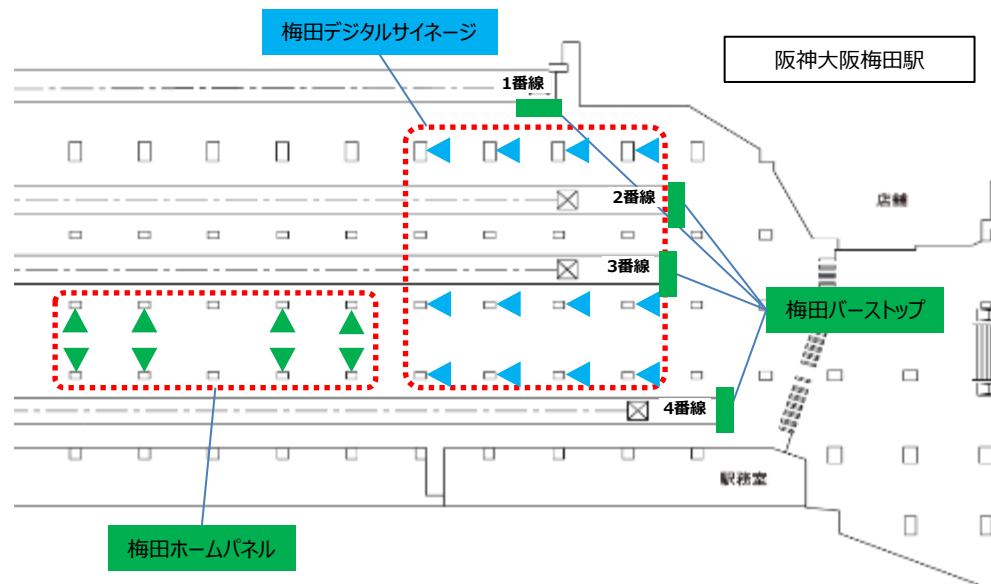 梅田デジタルサイネージ
阪神大阪梅田駅
1番線
2番線
店舗
3番線
梅田バーストップ
4番線
駅務室
梅田ホームパネル